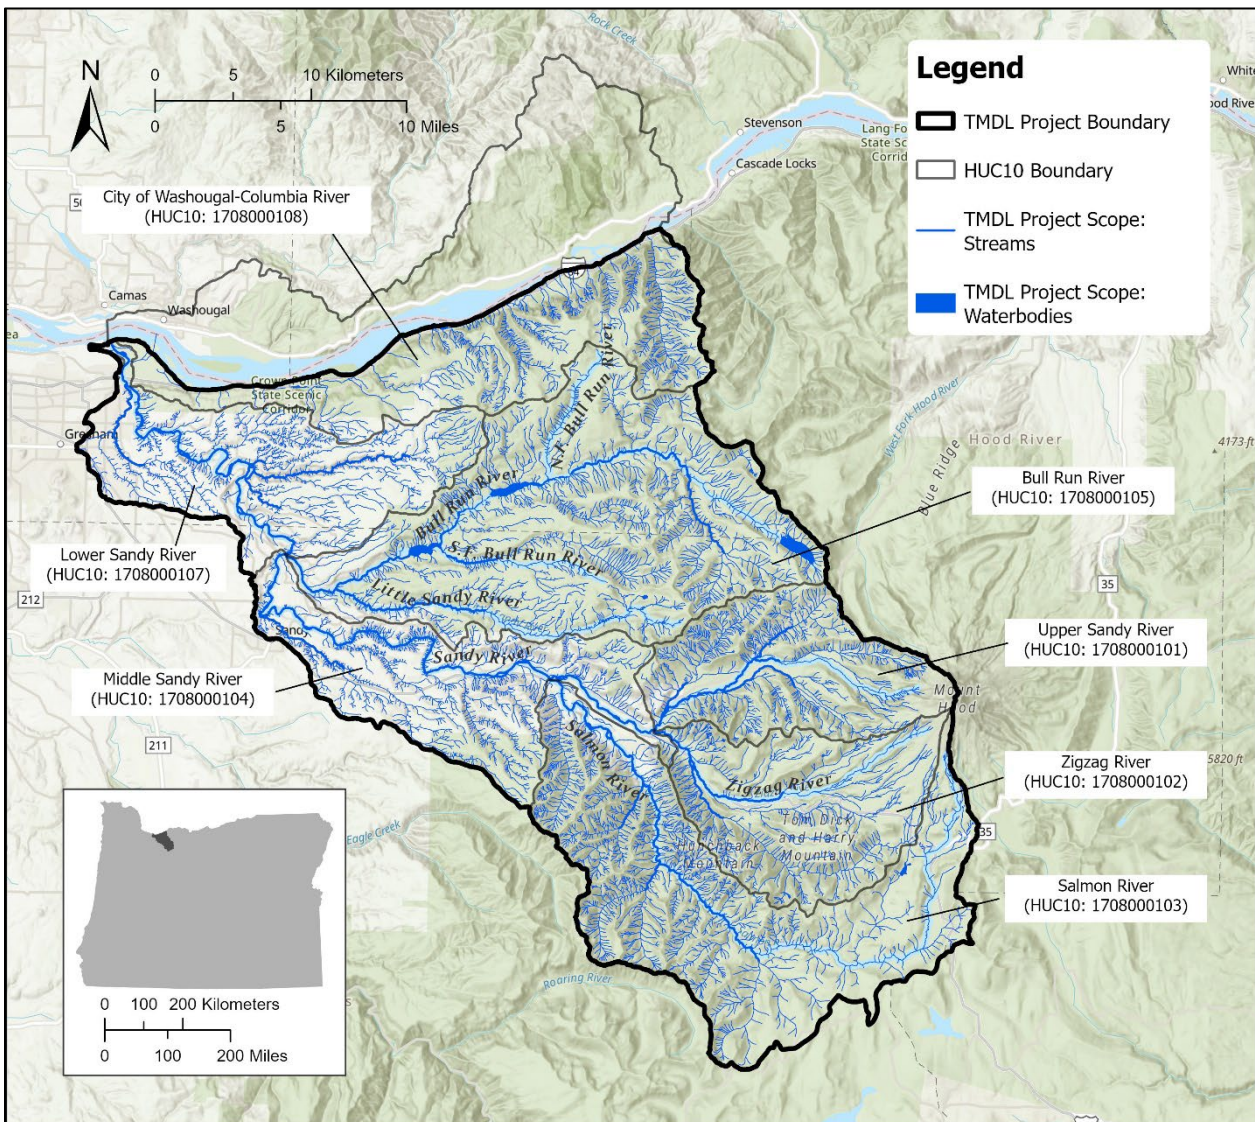 Rock Creek
N
0 5 10 Kilometers
0 5 10 Miles
Legend
TMDL Project Boundary
HUC10 Boundary
TMDL Project Scope:
Streams
TMDL Project Scope:
Waterbodies
Stevenson
Cascade Locks
City of Washougal-Columbia River
(HUC10: 1708000108)
84
Camas
Washougal
Crown Point
State Scenic
Corridor
Gresham
N.F. Bull Run River
West Fork Hood River
Hood River
Blue Ridge
4173 ft
Bull Run River
(HUC10: 1708000105)
Bull Run River
S.F. Bull Run River
Lower Sandy River
(HUC10: 1708000107)
Little Sandy River
212
35
Sandy
Sandy River
Upper Sandy River
(HUC10: 1708000101)
Middle Sandy River
(HUC10: 1708000104)
Mount
Hood
211
Salmon River
Zigzag River
Zigzag River
(HUC10: 1708000102)
5820 ft
Tom Dick
and Harry
Mountain
Hunchback
Mountain
35
Eagle Creek
Salmon River
(HUC10: 1708000103)
Roaring River
0 100 200 Kilometers
0 100 200 Miles